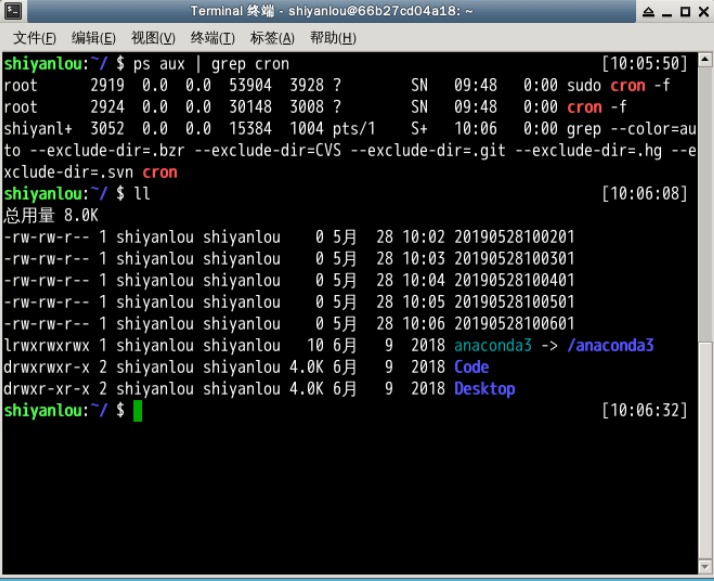 Terminal 终端 - shiyanlou@66b27cd04a18: ~
文件(F) 编辑(E) 视图(V) 终端(T) 标签(A) 帮助(H)
shiyanlou:~/ $ ps aux | grep cron [10:05:50]
root 2919 0.0 0.0 53904 3928 ? SN 09:48 0:00 sudo cron -f
root 2924 0.0 0.0 30148 3008 ? SN 09:48 0:00 cron -f
shiyanl+ 3052 0.0 0.0 15384 1004 pts/1 S+ 10:06 0:00 grep --color=au
to --exclude-dir=.bzr --exclude-dir=CVS --exclude-dir=.git --exclude-dir=.hg --e
xclude-dir=.svn cron
shiyanlou:~/ $ ll [10:06:08]
总用量 8.0K
-rw-rw-r-- 1 shiyanlou shiyanlou 0 5月 28 10:02 20190528100201
-rw-rw-r-- 1 shiyanlou shiyanlou 0 5月 28 10:03 20190528100301
-rw-rw-r-- 1 shiyanlou shiyanlou 0 5月 28 10:04 20190528100401
-rw-rw-r-- 1 shiyanlou shiyanlou 0 5月 28 10:05 20190528100501
-rw-rw-r-- 1 shiyanlou shiyanlou 0 5月 28 10:06 20190528100601
lrwxrwxrwx 1 shiyanlou shiyanlou 10 6月 9 2018 anaconda3 -> /anaconda3
drwxrwxr-x 2 shiyanlou shiyanlou 4.0K 6月 9 2018 Code
drwxr-xr-x 2 shiyanlou shiyanlou 4.0K 6月 9 2018 Desktop
shiyanlou:~/ $ [10:06:32]